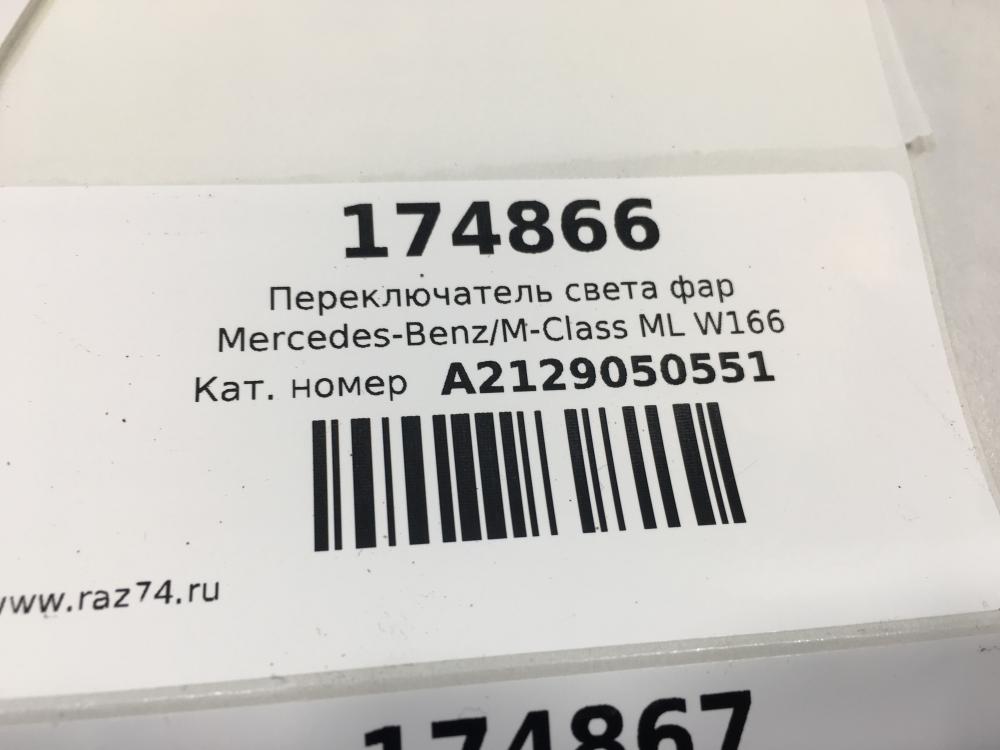 174866
Переключатель света фар
Mercedes-Benz/M-Class ML W166
Кат. номер A2129050551
www.raz74.ru
174867